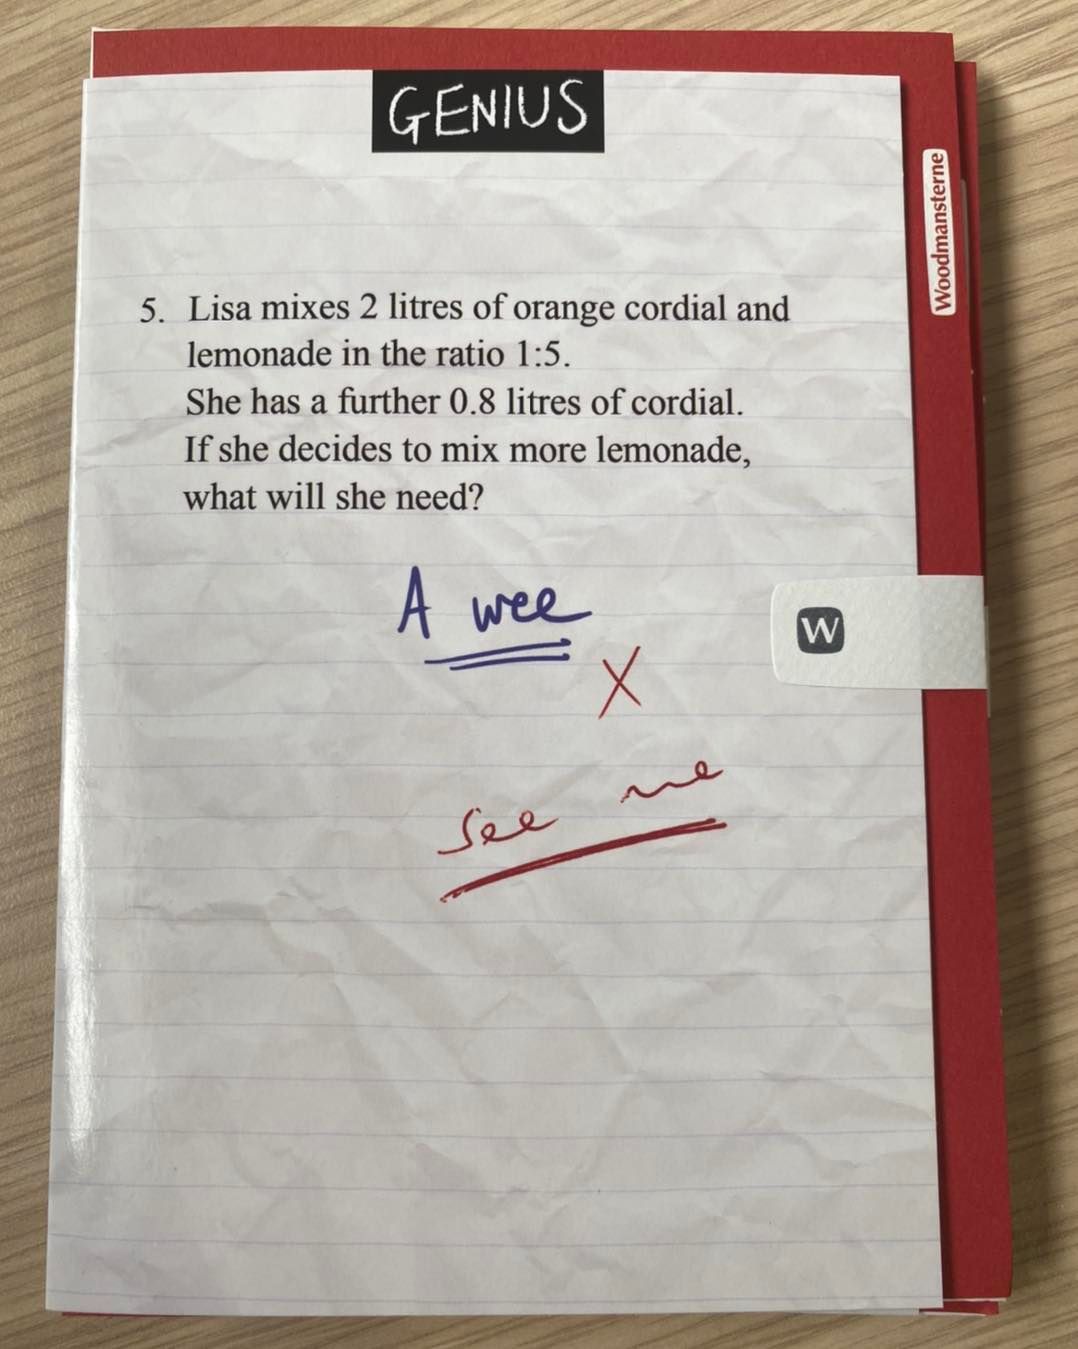 GENIUS
Woodmansterne
5. Lisa mixes 2 litres of orange cordial and
lemonade in the ratio 1:5.
She has a further 0.8 litres of cordial.
If she decides to mix more lemonade,
what will she need?
A wee
X
W
See me